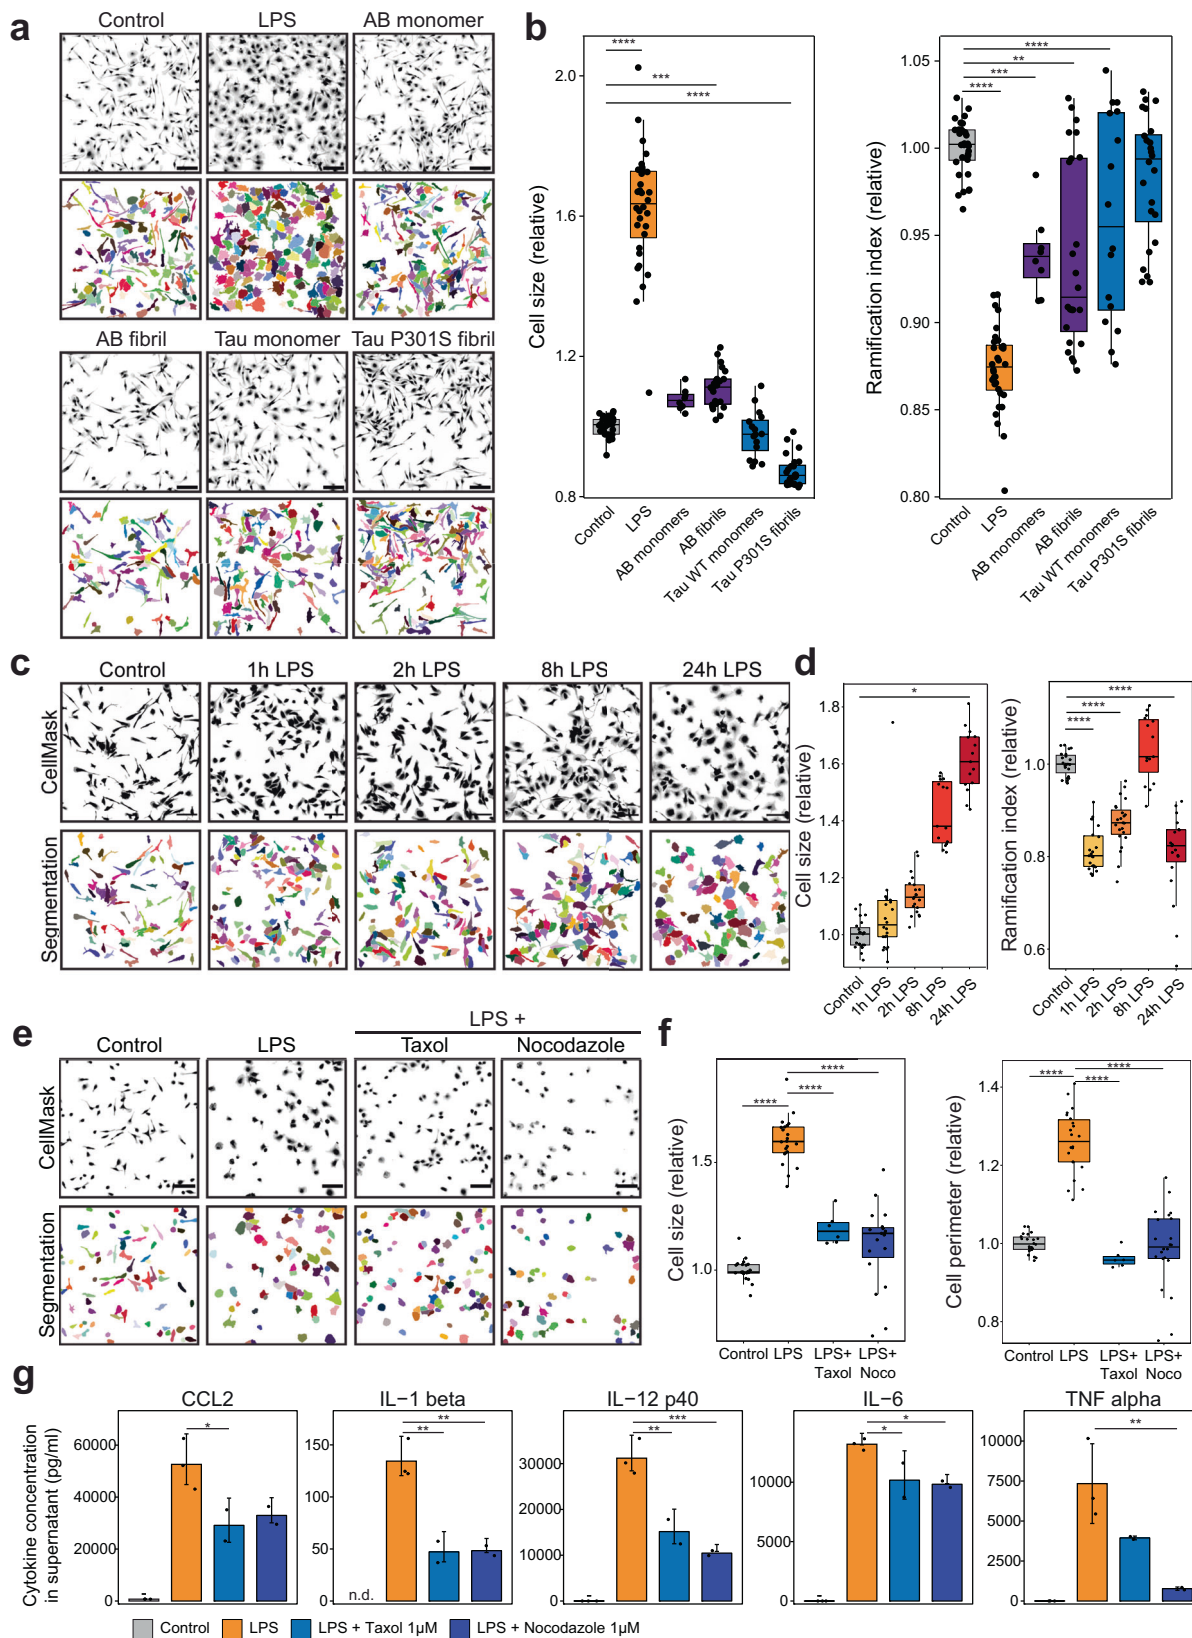 a
Control LPS AB monomer
AB fibril Tau monomer Tau P301S fibril
b
Cell size (relative)
2.0
1.6
1.2
0.8
**** *** ****
Control LPS AB monomers AB fibrils Tau WT monomers Tau P301S fibrils
Ramification index (relative)
1.05
1.00
0.95
0.90
0.85
0.80
**** ** *** ****
Control LPS AB monomers AB fibrils Tau WT monomers Tau P301S fibrils
c
Control 1h LPS 2h LPS 8h LPS 24h LPS
CellMask
Segmentation
d
Cell size (relative)
1.8
1.6
1.4
1.2
1.0
*
Control 1h LPS 2h LPS 8h LPS 24h LPS
Ramification index (relative)
1.0
0.8
0.6
**** **** ****
Control 1h LPS 2h LPS 8h LPS 24h LPS
e
LPS +
Control LPS Taxol Nocodazole
CellMask
Segmentation
f
Cell size (relative)
1.5
1.0
**** **** ****
Control LPS LPS+ Taxol LPS+ Noco
Cell perimeter (relative)
1.4
1.2
1.0
0.8
**** **** ****
Control LPS LPS+ Taxol LPS+ Noco
g
Cytokine concentration
in supernatant (pg/ml)
CCL2
60000
40000
20000
0
*
IL−1 beta
150
100
50
0
** **
n.d.
IL−12 p40
30000
20000
10000
0
*** **
IL−6
10000
5000
0
* *
TNF alpha
10000
7500
5000
2500
0
**
Control LPS LPS + Taxol 1µM LPS + Nocodazole 1µM